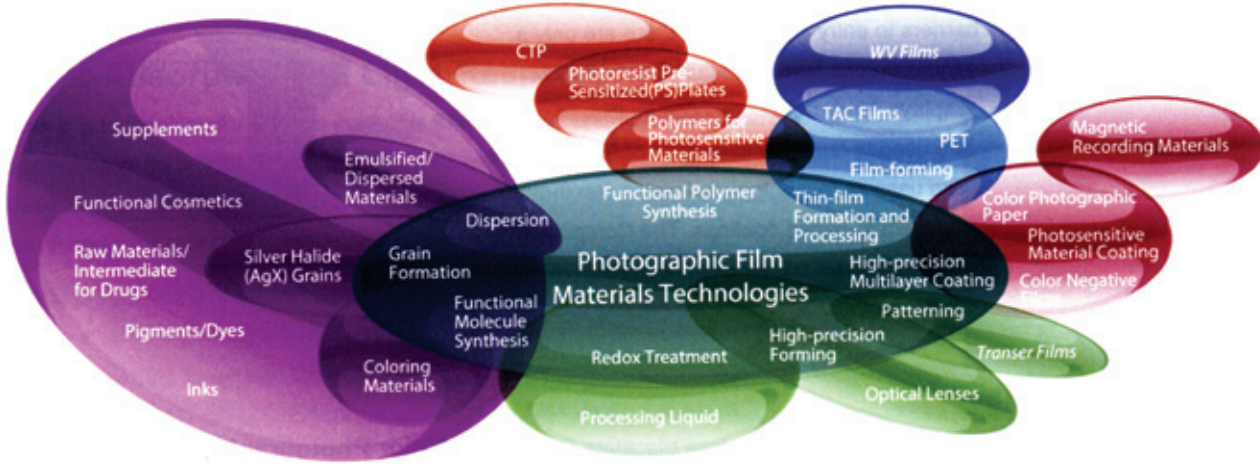 CTP
Photoresist Pre-
Sensitized(PS)Plates
Polymers for
Photosensitive
Materials
WV Films
TAC Films
PET
Film-forming
Magnetic
Recording Materials
Supplements
Emulsified/
Dispersed
Materials
Functional Cosmetics
Dispersion
Functional Polymer
Synthesis
Thin-film
Formation and
Processing
Color Photographic
Paper
Photosensitive
Material Coating
Color Negative
Films
Raw Materials/
Intermediate
for Drugs
Silver Halide
(AgX) Grains
Grain
Formation
Photographic Film
Materials Technologies
High-precision
Multilayer Coating
Functional
Molecule
Synthesis
Patterning
Pigments/Dyes
Redox Treatment
High-precision
Forming
Transer Films
Coloring
Materials
Inks
Optical Lenses
Processing Liquid